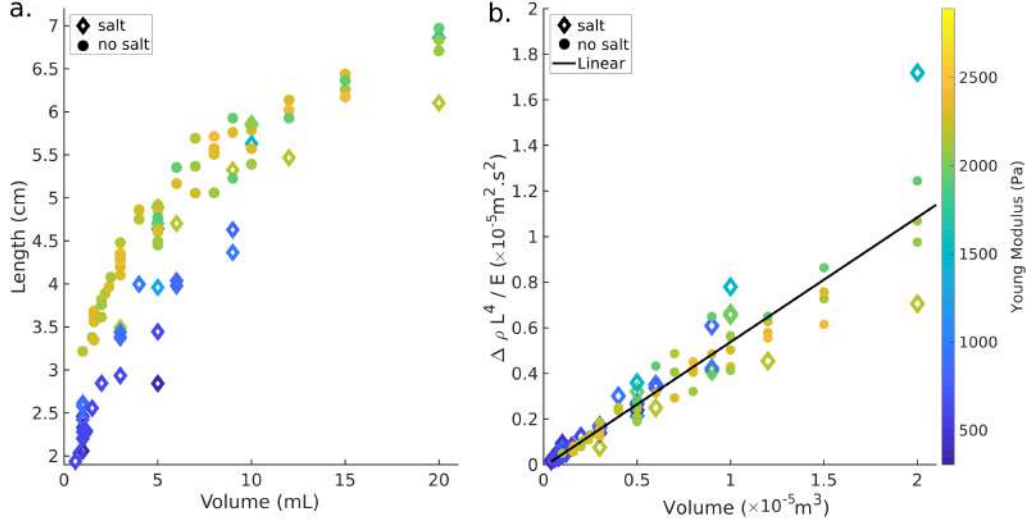 a.
salt
no salt
7
6.5
6
5.5
5
4.5
4
3.5
3
2.5
2
Length (cm)
0 5 10 15 20
Volume (mL)
b.
salt
no salt
Linear
2
1.8
1.6
1.4
1.2
1
0.8
0.6
0.4
0.2
0
Δ ρ L⁴ / E (×10⁻⁵m².s²)
0 0.5 1 1.5 2
Volume (×10⁻⁵m³)
2500
2000
1500
1000
500
Young Modulus (Pa)